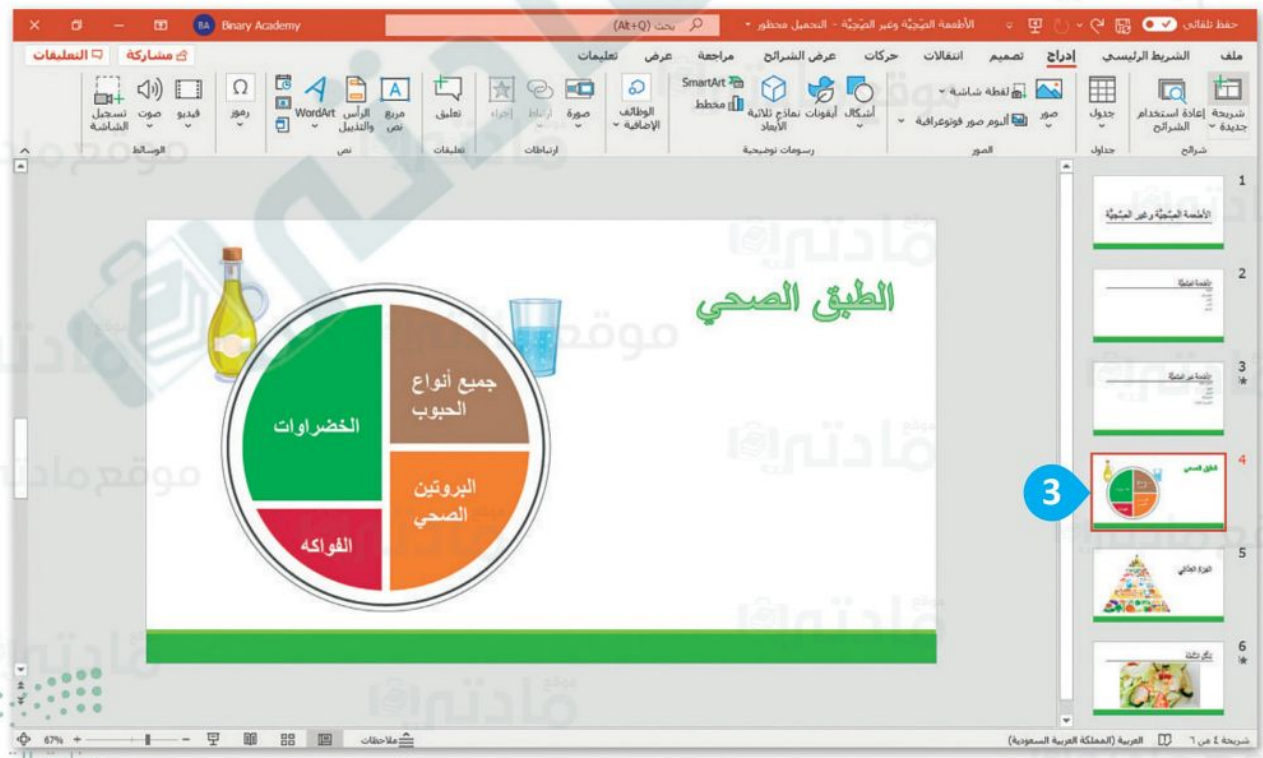 حفظ تلقائي
الأطعمة الصِّحِيَّة وغير الصِّحِيَّة - التحميل محظور
بحث (Alt+Q)
Binary Academy
BA
ملف
الشريط الرئيسي
إدراج
تصميم
انتقالات
حركات
عرض الشرائح
مراجعة
عرض
تعليمات
مشاركة
التعليقات
شريحة جديدة
إعادة استخدام الشرائح
شرائح
جدول
جداول
صور
لقطة شاشة
ألبوم صور فوتوغرافية
الصور
أشكال
أيقونات
نماذج ثلاثية الأبعاد
SmartArt
مخطط
رسومات توضيحية
الوظائف الإضافية
صورة
ارتباط
إجراء
ارتباطات
تعليق
تعليقات
مربع نص
الرأس والتذييل
WordArt
نص
رموز
فيديو
صوت
تسجيل الشاشة
الوسائط
1
الأطعمة الصِّحِيَّة وغير الصِّحِيَّة
2
3
4
الطبق الصحي
5
الهرم الغذائي
6
3
الطبق الصحي
جميع أنواع
الحبوب
الخضراوات
البروتين
الصحي
الفواكه
شريحة ٤ من ٦
العربية (المملكة العربية السعودية)
ملاحظات
67%
موقع مادتي